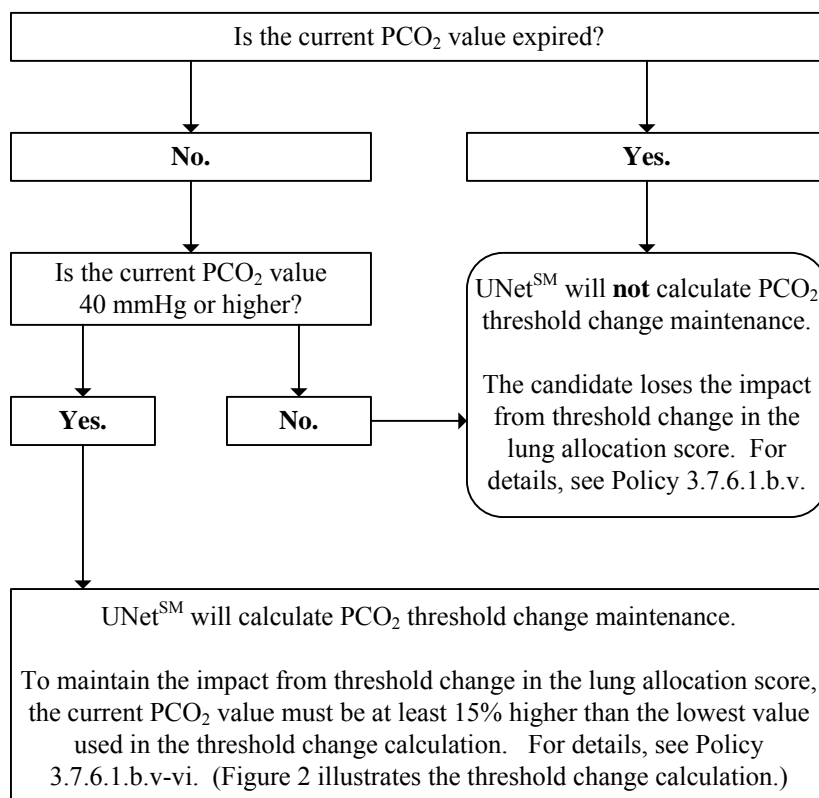 Is the current PCO₂ value expired?
No.
Yes.
Is the current PCO₂ value
40 mmHg or higher?
UNet℠ will not calculate PCO₂
threshold change maintenance.
The candidate loses the impact
from threshold change in the
lung allocation score. For
details, see Policy 3.7.6.1.b.v.
Yes.
No.
UNet℠ will calculate PCO₂ threshold change maintenance.
To maintain the impact from threshold change in the lung allocation score,
the current PCO₂ value must be at least 15% higher than the lowest value
used in the threshold change calculation. For details, see Policy
3.7.6.1.b.v-vi. (Figure 2 illustrates the threshold change calculation.)